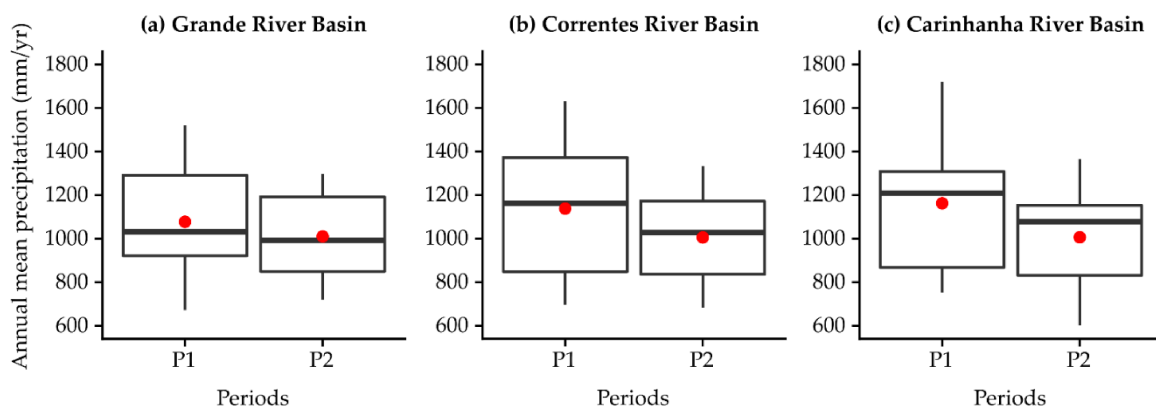 (a) Grande River Basin
Annual mean precipitation (mm/yr)
1800
1600
1400
1200
1000
800
600
P1 P2
Periods
(b) Correntes River Basin
1800
1600
1400
1200
1000
800
600
P1 P2
Periods
(c) Carinhanha River Basin
1800
1600
1400
1200
1000
800
600
P1 P2
Periods